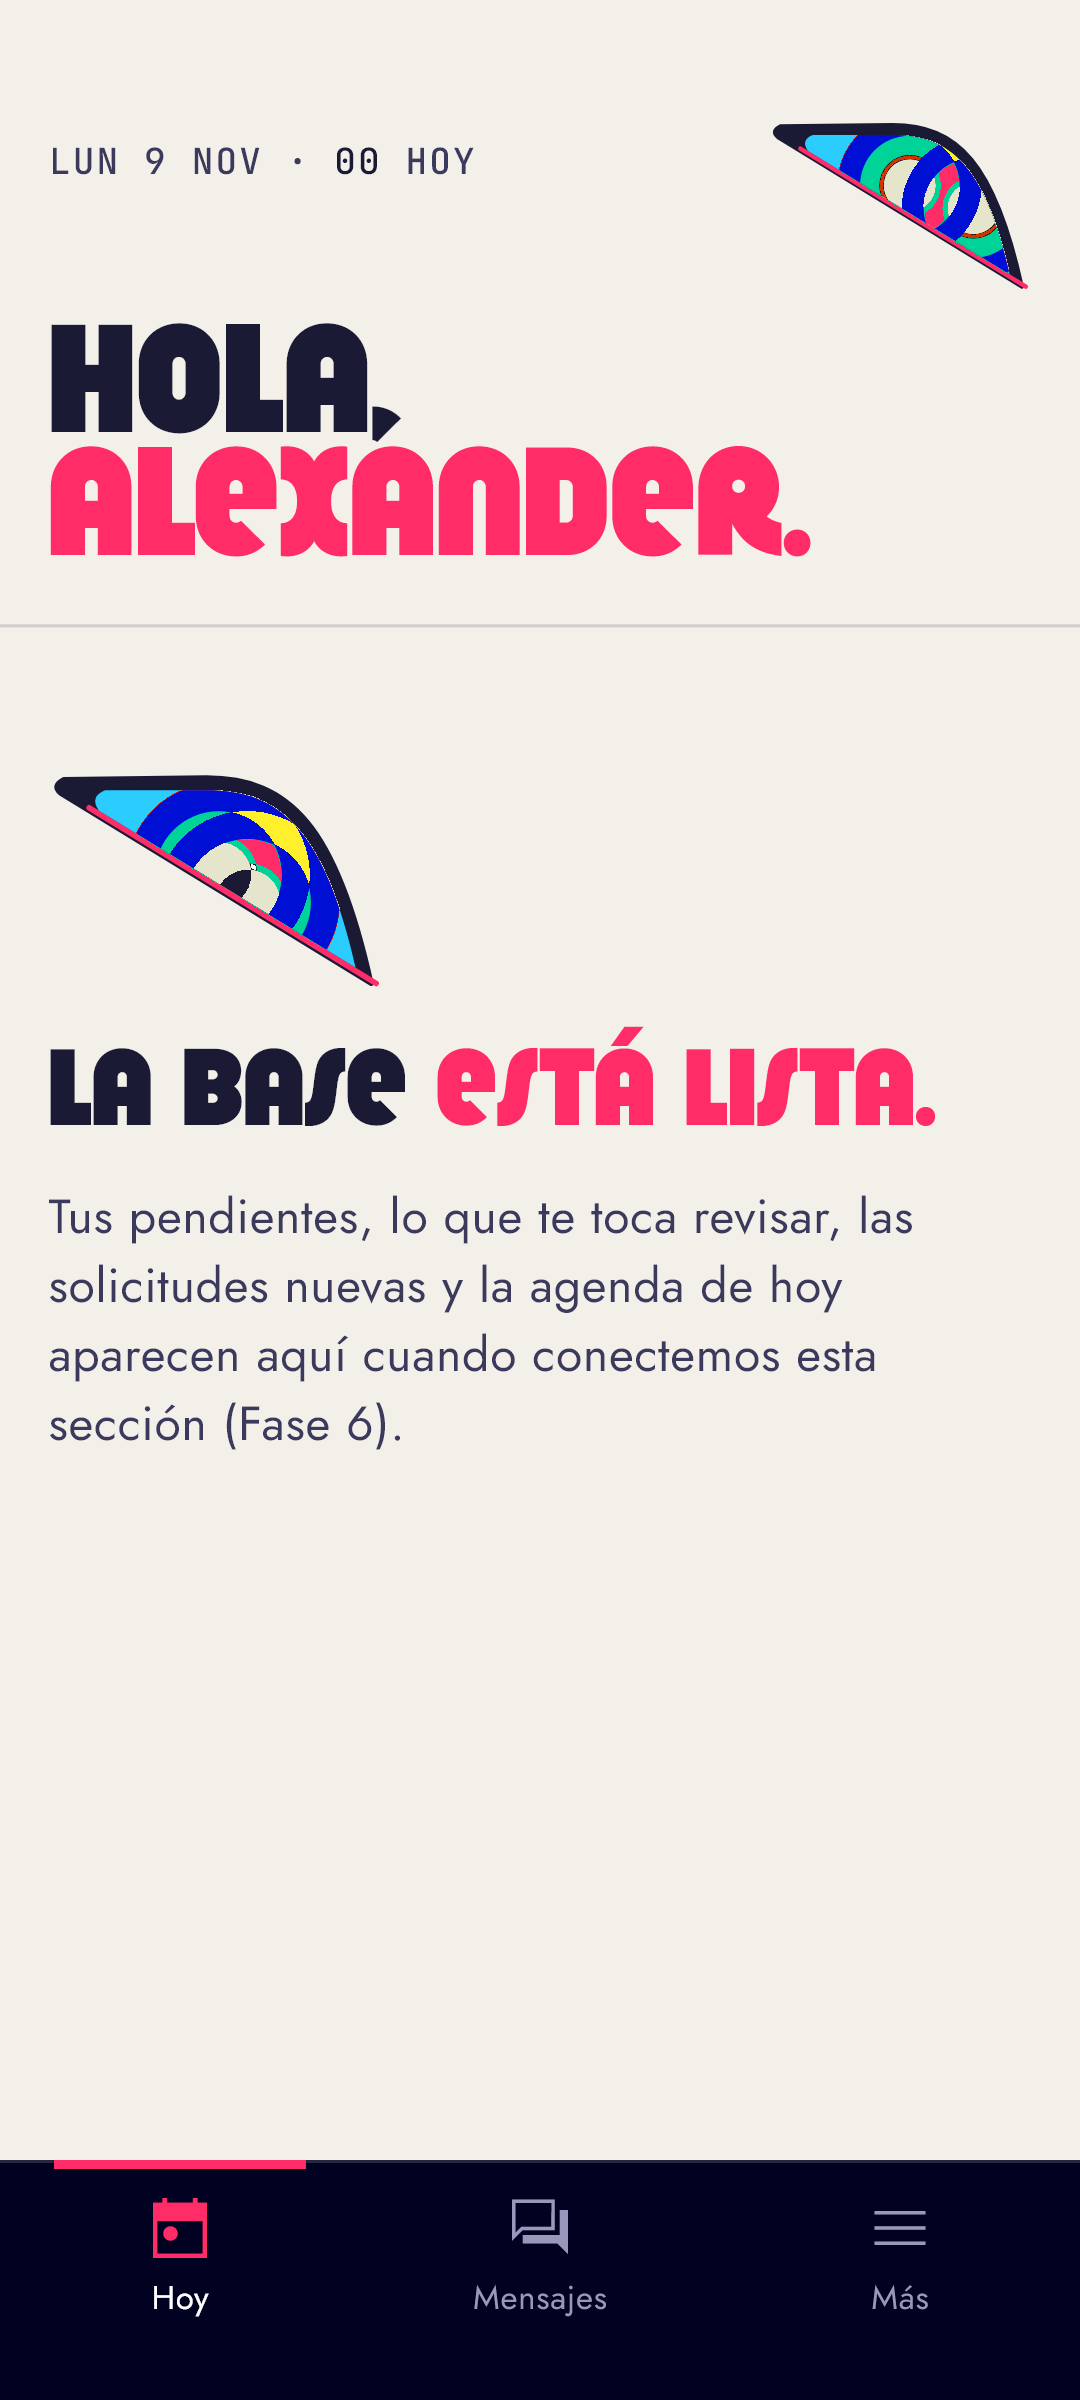 LUN 9 NOV · 00 HOY
HOLA,
ALEXANDER.
LA BASE ESTÁ LISTA.
Tus pendientes, lo que te toca revisar, las
solicitudes nuevas y la agenda de hoy
aparecen aquí cuando conectemos esta
sección (Fase 6).
Hoy
Mensajes
Más